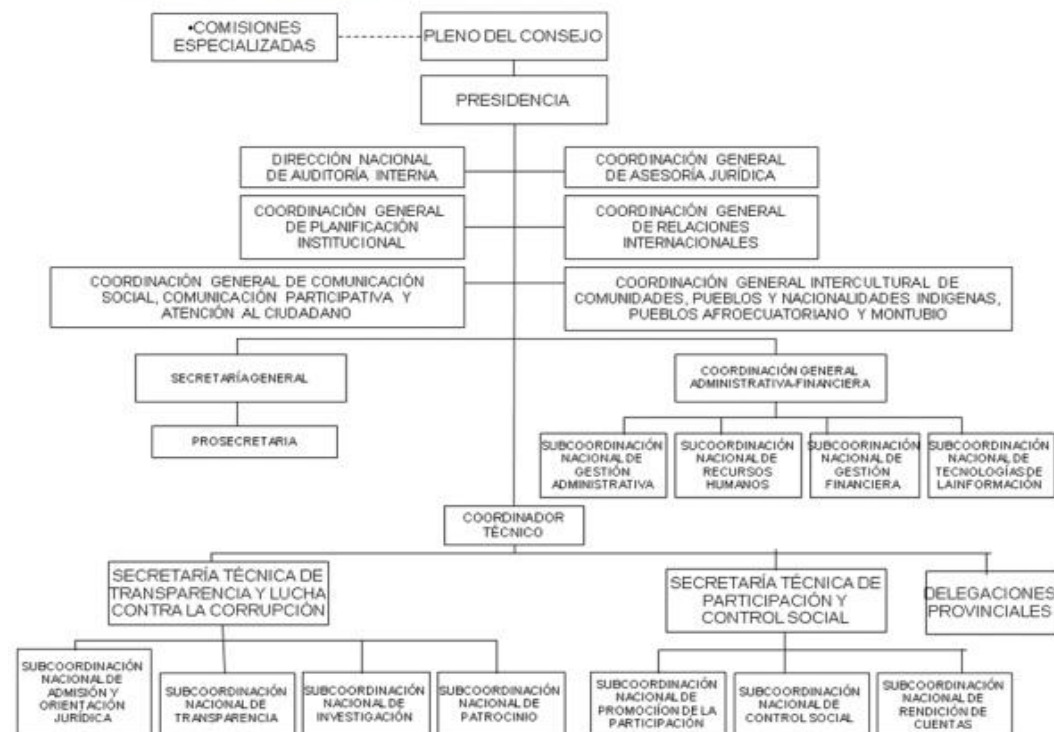 •COMISIONES
ESPECIALIZADAS
PLENO DEL CONSEJO
PRESIDENCIA
DIRECCIÓN NACIONAL
DE AUDITORÍA INTERNA
COORDINACIÓN GENERAL
DE ASESORÍA JURÍDICA
COORDINACIÓN GENERAL
DE PLANIFICACIÓN
INSTITUCIONAL
COORDINACIÓN GENERAL
DE RELACIONES
INTERNACIONALES
COORDINACIÓN GENERAL DE COMUNICACIÓN
SOCIAL, COMUNICACIÓN PARTICIPATIVA Y
ATENCIÓN AL CIUDADANO
COORDINACIÓN GENERAL INTERCULTURAL DE
COMUNIDADES, PUEBLOS Y NACIONALIDADES INDIGENAS,
PUEBLOS AFROECUATORIANO Y MONTUBIO
SECRETARÍA GENERAL
COORDINACIÓN GENERAL
ADMINISTRATIVA-FINANCIERA
PROSECRETARIA
SUBCOORDINACIÓN
NACIONAL DE
GESTIÓN
ADMINISTRATIVA
SUCOORDINACIÓN
NACIONAL DE
RECURSOS
HUMANOS
SUBCOORDINACIÓN
NACIONAL DE
GESTIÓN
FINANCIERA
SUBCOORDINACIÓN
NACIONAL DE
TECNOLOGÍAS DE
LA INFORMACIÓN
COORDINADOR
TÉCNICO
SECRETARÍA TÉCNICA DE
TRANSPARENCIA Y LUCHA
CONTRA LA CORRUPCIÓN
SECRETARÍA TÉCNICA DE
PARTICIPACIÓN Y
CONTROL SOCIAL
DELEGACIONES
PROVINCIALES
SUBCOORDINACIÓN
NACIONAL DE
ADMISIÓN Y
ORIENTACIÓN
JURÍDICA
SUBCOORDINACIÓN
NACIONAL DE
TRANSPARENCIA
SUBCOORDINACIÓN
NACIONAL DE
INVESTIGACIÓN
SUBCOORDINACIÓN
NACIONAL DE
PATROCINIO
SUBCOORDINACIÓN
NACIONAL DE
PROMOCIÍON DE LA
PARTICIPACIÓN
SUBCOORDINACIÓN
NACIONAL DE
CONTROL SOCIAL
SUBCOORDINACIÓN
NACIONAL DE
RENDICIÓN DE
CUENTAS